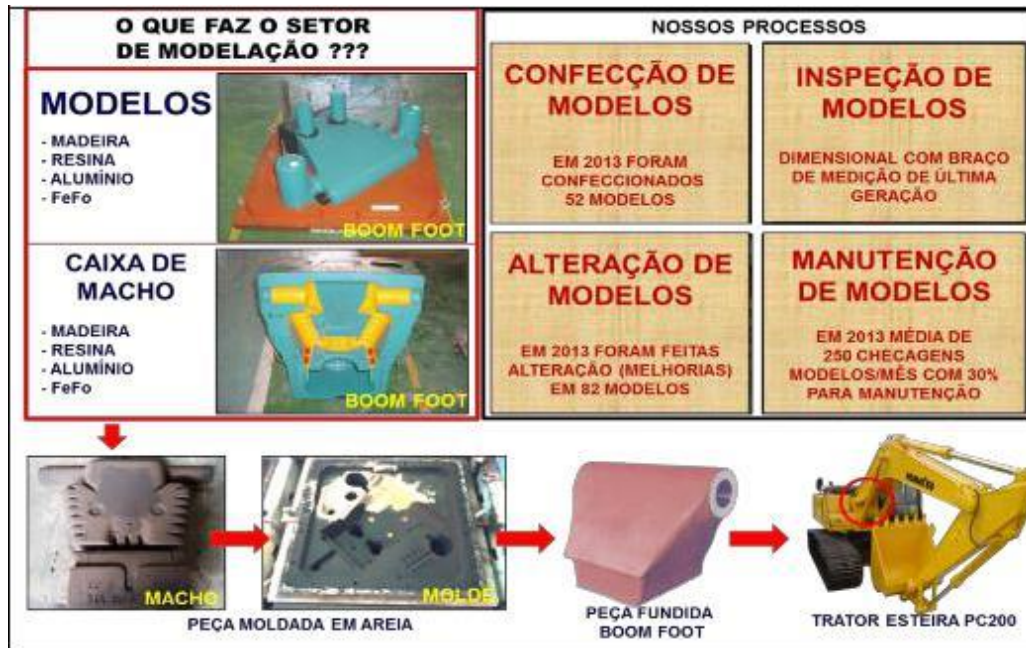 O QUE FAZ O SETOR
DE MODELAÇÃO ???
MODELOS
- MADEIRA
- RESINA
- ALUMÍNIO
- FeFo
BOOM FOOT
CAIXA DE
MACHO
- MADEIRA
- RESINA
- ALUMÍNIO
- FeFo
BOOM FOOT
NOSSOS PROCESSOS
CONFECÇÃO DE
MODELOS
EM 2013 FORAM
CONFECCIONADOS
52 MODELOS
INSPEÇÃO DE
MODELOS
DIMENSIONAL COM BRAÇO
DE MEDIÇÃO DE ÚLTIMA
GERAÇÃO
ALTERAÇÃO DE
MODELOS
EM 2013 FORAM FEITAS
ALTERAÇÃO (MELHORIAS)
EM 82 MODELOS
MANUTENÇÃO
DE MODELOS
EM 2013 MÉDIA DE
250 CHECAGENS
MODELOS/MÊS COM 30%
PARA MANUTENÇÃO
MACHO
MOLDE
PEÇA MOLDADA EM AREIA
PEÇA FUNDIDA
BOOM FOOT
KOMATSU
TRATOR ESTEIRA PC200